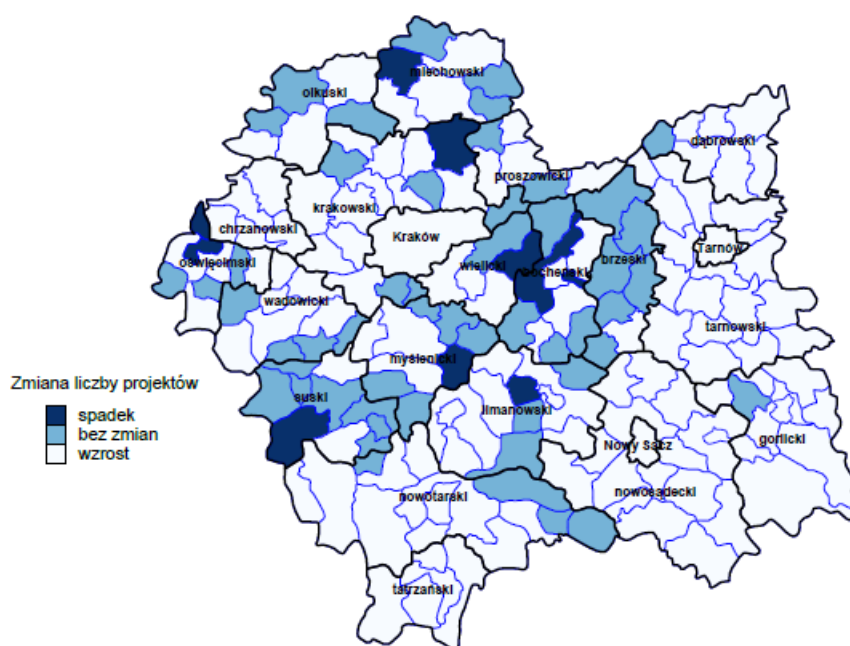 miechowski
olkuski
dąbrowski
proszowicki
krakowski
chrzanowski
Kraków
Tarnów
oświęcimski
wielicki
bocheński
brzeski
wadowicki
tarnowski
myślenicki
Zmiana liczby projektów
spadek
bez zmian
wzrost
suski
limanowski
Nowy Sącz
gorlicki
nowotarski
nowosądecki
tatrzański